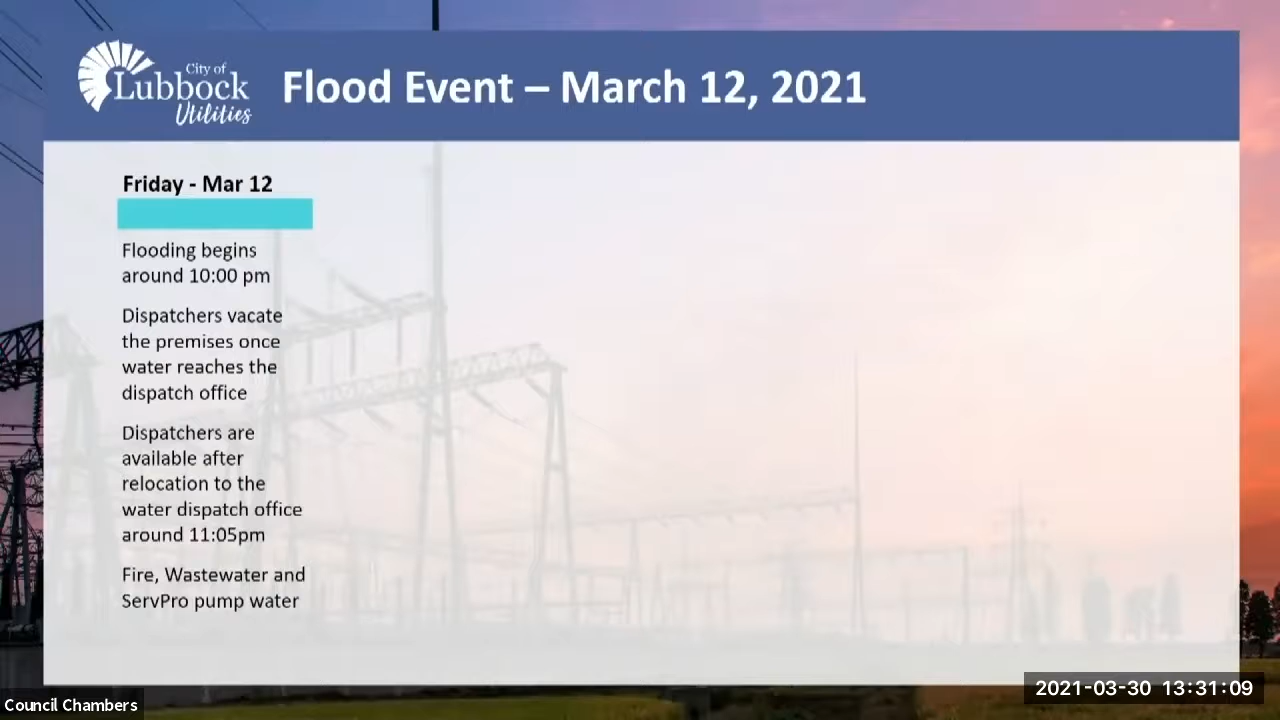 City of
Lubbock
Utilities
Flood Event – March 12, 2021
Friday - Mar 12
Flooding begins
around 10:00 pm
Dispatchers vacate
the premises once
water reaches the
dispatch office
Dispatchers are
available after
relocation to the
water dispatch office
around 11:05pm
Fire, Wastewater and
ServPro pump water
2021-03-30 13:31:09
Council Chambers